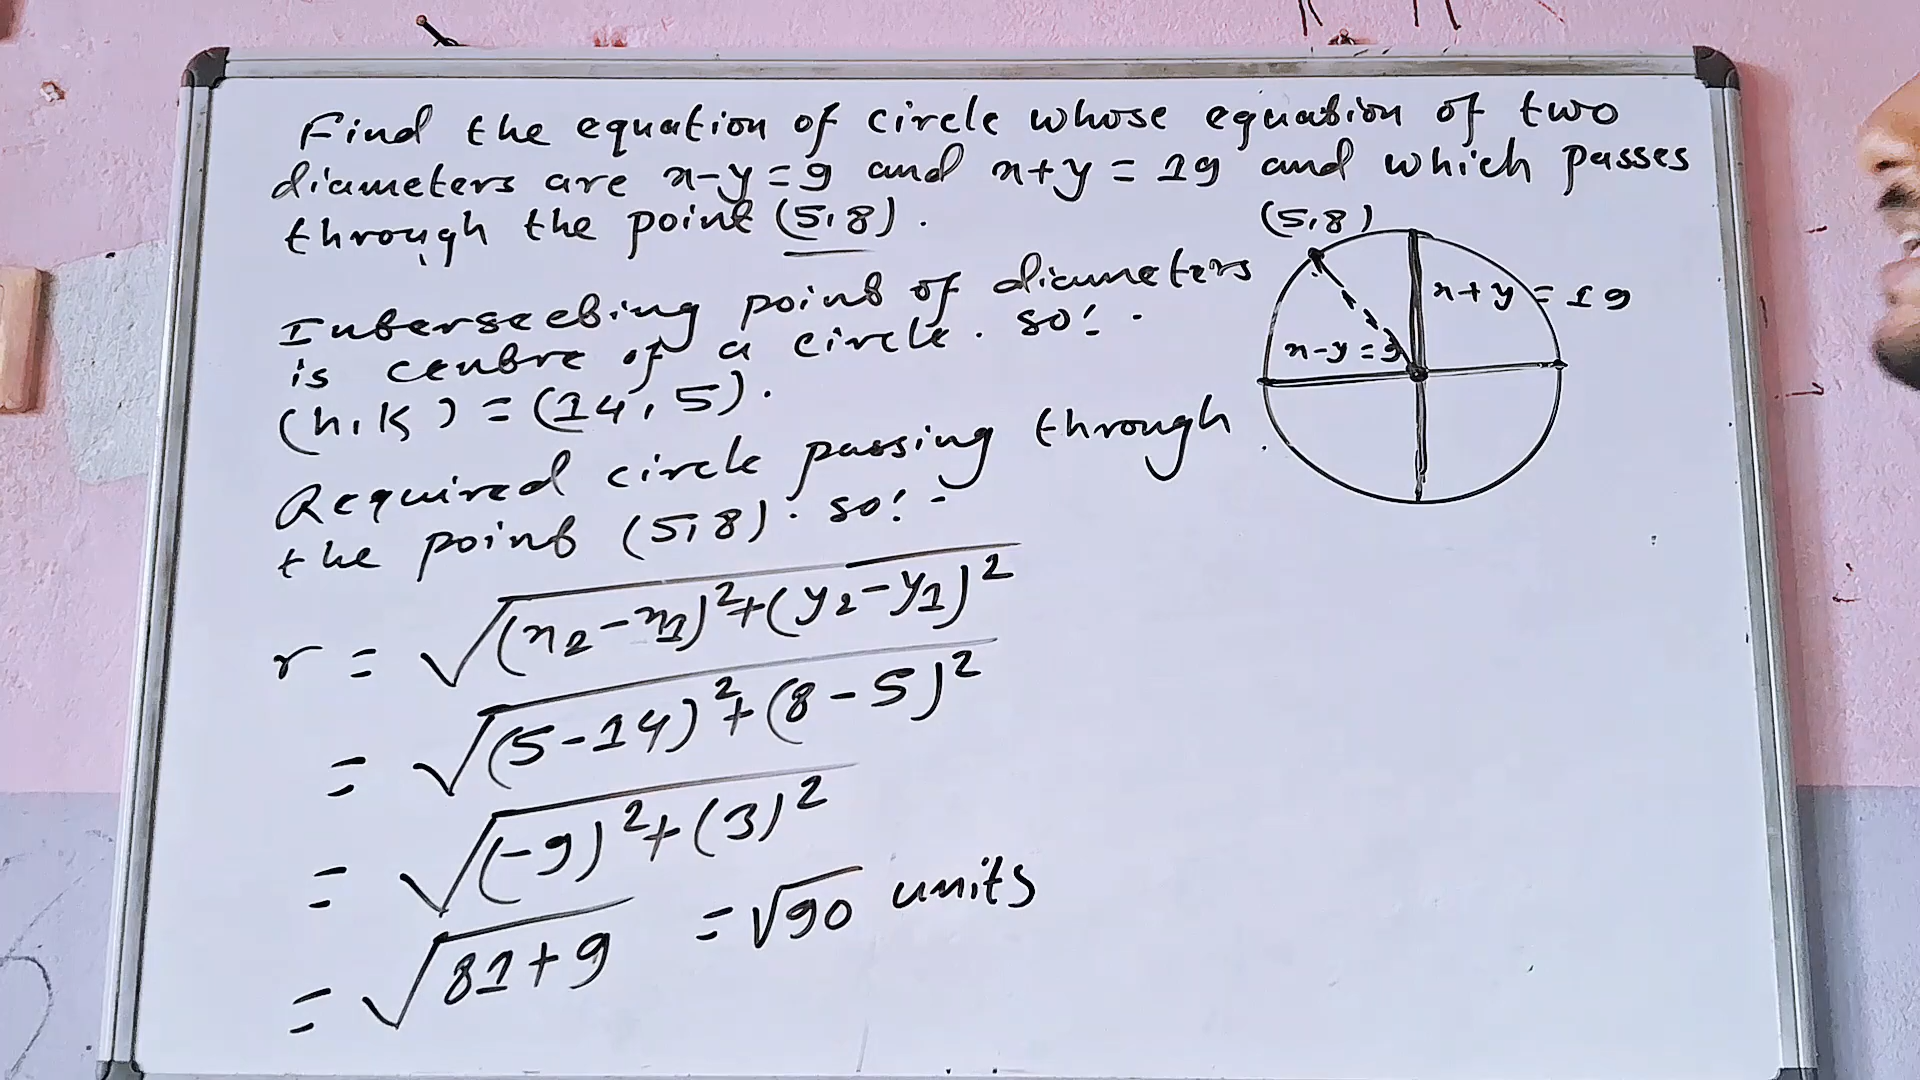 Find the equation of circle whose equation of two
diameters are x-y=9 and x+y = 19 and which passes
through the point (5,8).
Intersecting point of diameters
is centre of a circle. so:-
(h,k) = (14,5).
Required circle passing through
the point (5,8). so:-
r = √(x2-x1)²+(y2-y1)²
= √(5-14)²+(8-5)²
= √(-9)²+(3)²
= √81+9 = √90 units
(5,8)
x+y = 19
x-y=9